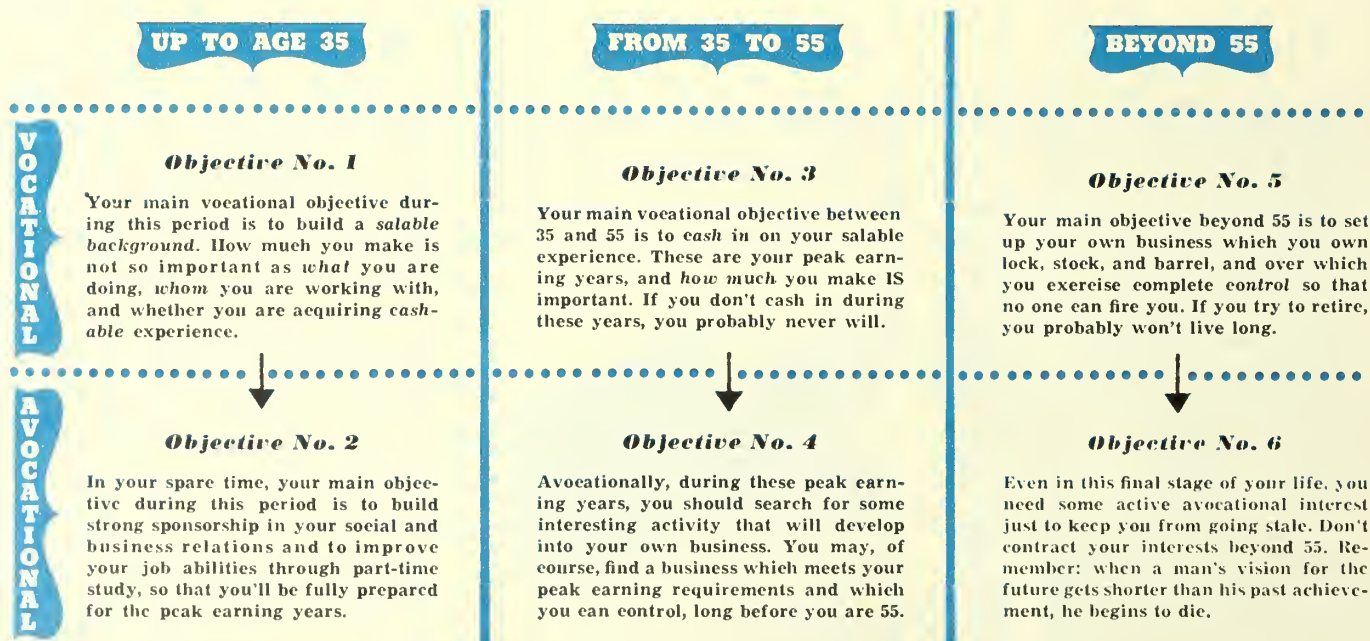 UP TO AGE 35
FROM 35 TO 55
BEYOND 55
VOCATIONAL
Objective No. 1
Your main vocational objective dur-
ing this period is to build a salable
background. How much you make is
not so important as what you are
doing, whom you are working with,
and whether you are acquiring cash-
able experience.
Objective No. 3
Your main vocational objective between
35 and 55 is to cash in on your salable
experience. These are your peak earn-
ing years, and how much you make IS
important. If you don't cash in during
these years, you probably never will.
Objective No. 5
Your main objective beyond 55 is to set
up your own business which you own
lock, stock, and barrel, and over which
you exercise complete control so that
no one can fire you. If you try to retire,
you probably won't live long.
AVOCATIONAL
Objective No. 2
In your spare time, your main objec-
tive during this period is to build
strong sponsorship in your social and
business relations and to improve
your job abilities through part-time
study, so that you'll be fully prepared
for the peak earning years.
Objective No. 4
Avocationally, during these peak earn-
ing years, you should search for some
interesting activity that will develop
into your own business. You may, of
course, find a business which meets your
peak earning requirements and which
you can control, long before you are 55.
Objective No. 6
Even in this final stage of your life, you
need some active avocational interest
just to keep you from going stale. Don't
contract your interests beyond 55. Re-
member: when a man's vision for the
future gets shorter than his past achieve-
ment, he begins to die.